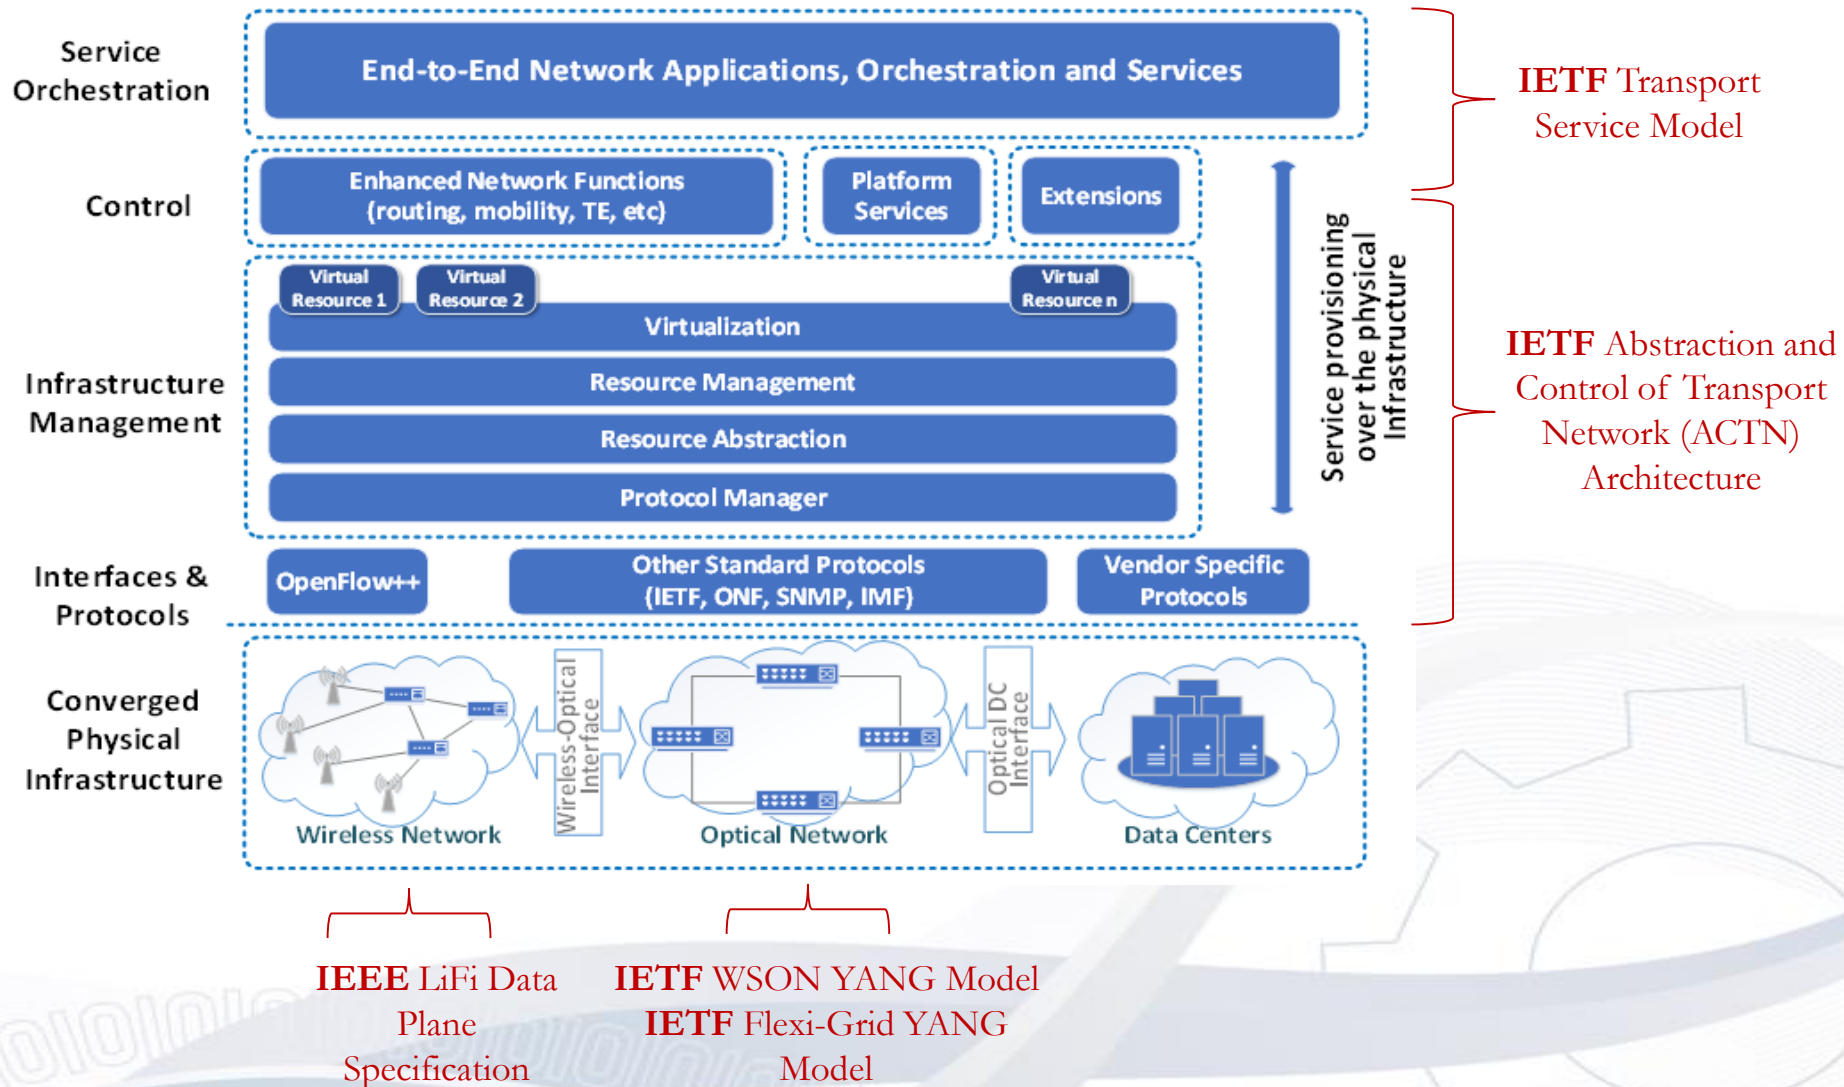 Service
Orchestration
End-to-End Network Applications, Orchestration and Services
IETF Transport
Service Model
Control
Enhanced Network Functions
(routing, mobility, TE, etc)
Platform
Services
Extensions
Service provisioning
over the physical
Infrastructure
Infrastructure
Management
Virtual
Resource 1
Virtual
Resource 2
Virtual
Resource n
Virtualization
Resource Management
Resource Abstraction
Protocol Manager
IETF Abstraction and
Control of Transport
Network (ACTN)
Architecture
Interfaces &
Protocols
OpenFlow++
Other Standard Protocols
(IETF, ONF, SNMP, IMF)
Vendor Specific
Protocols
Converged
Physical
Infrastructure
Wireless Network
Wireless-Optical
Interface
Optical Network
Optical DC
Interface
Data Centers
IEEE LiFi Data
Plane
Specification
IETF WSON YANG Model
IETF Flexi-Grid YANG
Model